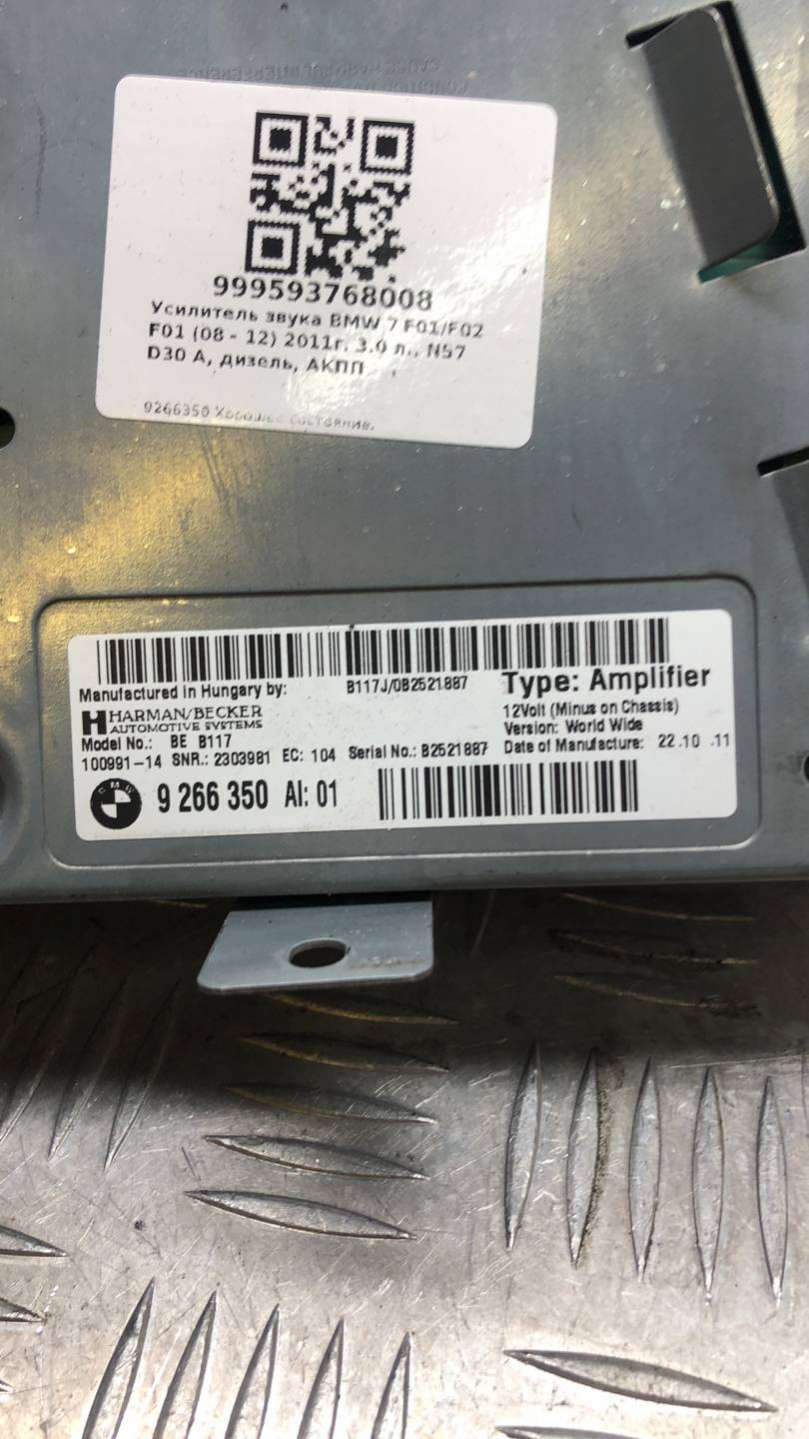 999593768008
Усилитель звука BMW 7 F01/F02
F01 (08 - 12) 2011г. 3.0 л., N57
D30 A, дизель, АКПП
9266350 Хорошее состояние.
Manufactured in Hungary by:
B117J/0B2521887
Type: Amplifier
HARMAN/BECKER
AUTOMOTIVE SYSTEMS
12Volt (Minus on Chassis)
Version: World Wide
Model No.: BE B117
100991-14 SNR.: 2303981 EC: 104 Serial No.: B2521887 Date of Manufacture: 22.10 .11
BMW
9 266 350 AI: 01